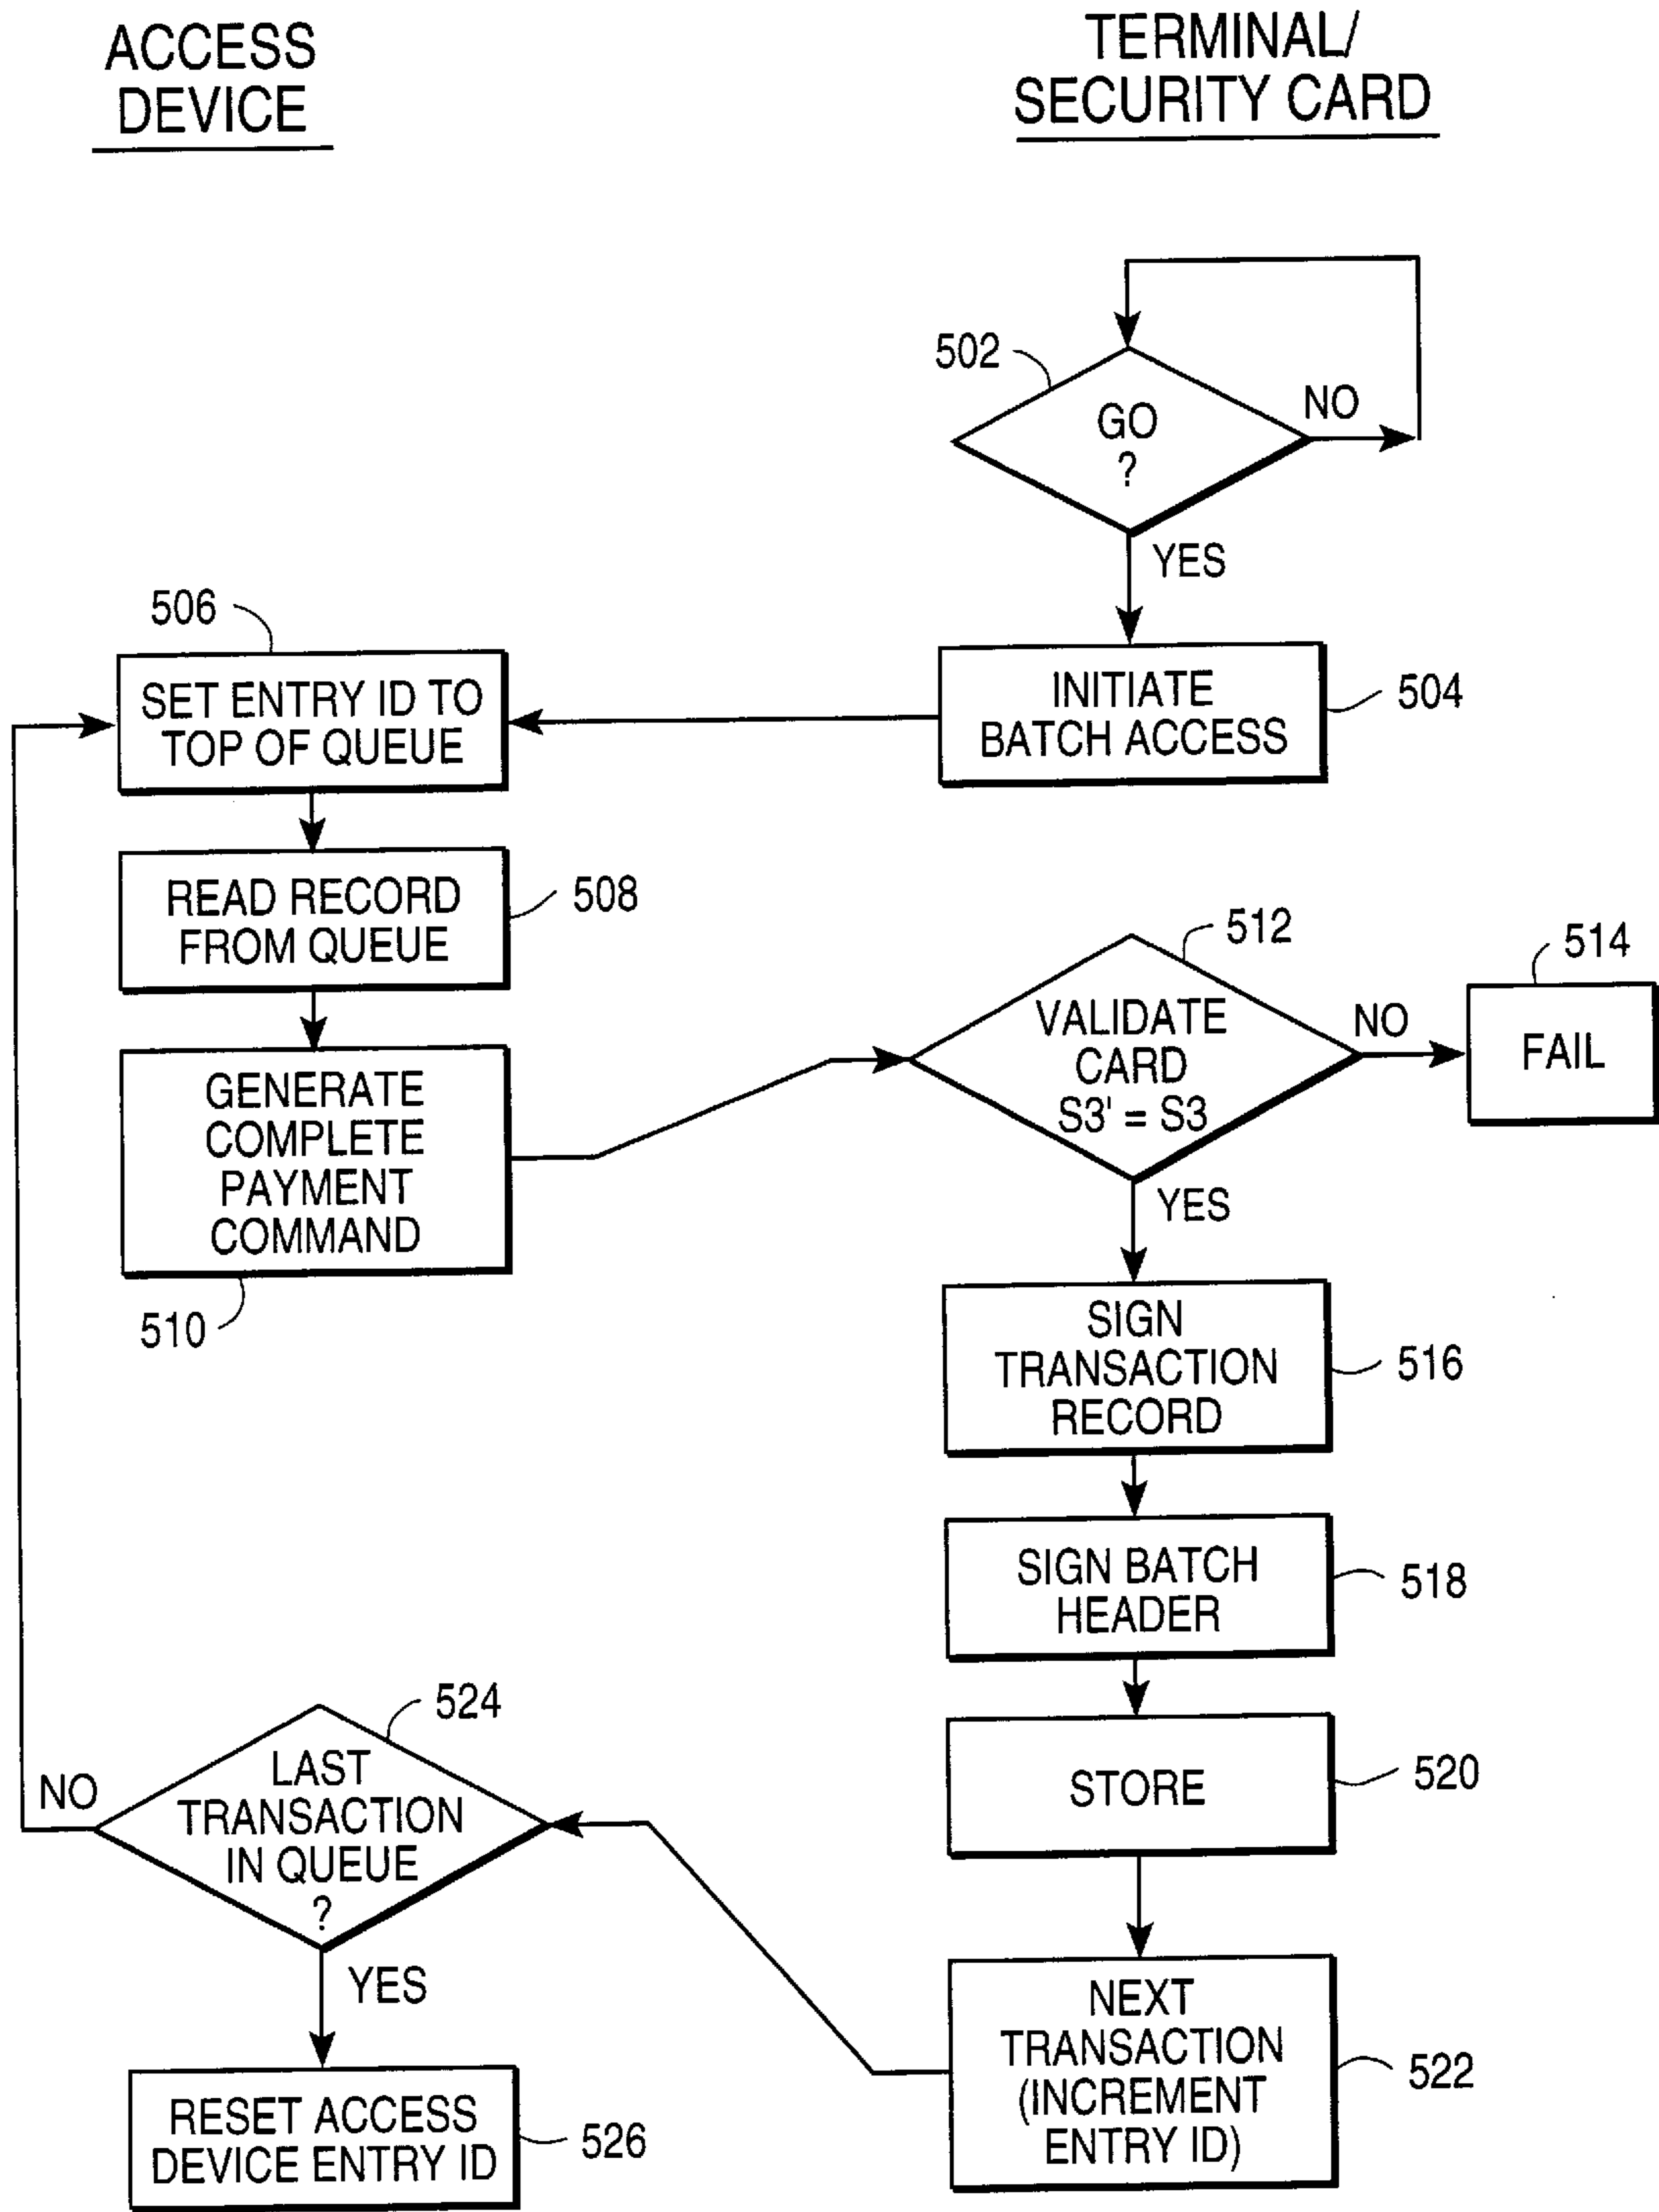 ACCESS
DEVICE
TERMINAL/
SECURITY CARD
502
GO
?
NO
YES
506
SET ENTRY ID TO
TOP OF QUEUE
INITIATE
BATCH ACCESS
504
READ RECORD
FROM QUEUE
508
512
514
VALIDATE
CARD
S3' = S3
NO
FAIL
GENERATE
COMPLETE
PAYMENT
COMMAND
510
YES
SIGN
TRANSACTION
RECORD
516
SIGN BATCH
HEADER
518
524
LAST
TRANSACTION
IN QUEUE
?
NO
STORE
520
YES
NEXT
TRANSACTION
(INCREMENT
ENTRY ID)
522
RESET ACCESS
DEVICE ENTRY ID
526